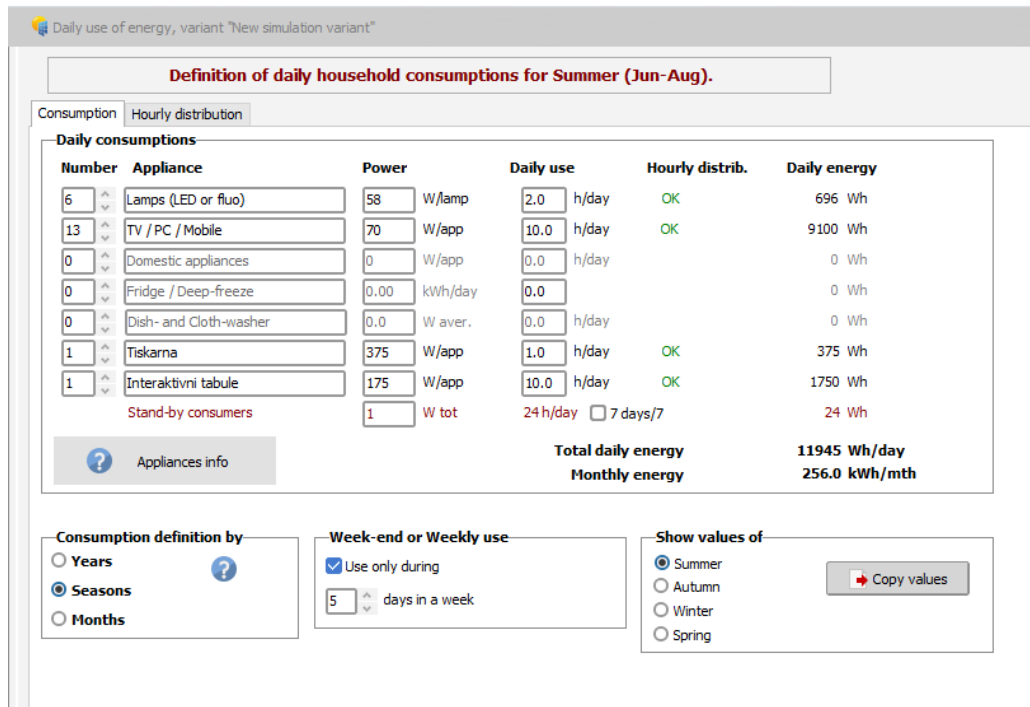 Daily use of energy, variant "New simulation variant"
Definition of daily household consumptions for Summer (Jun-Aug).
Consumption Hourly distribution
Daily consumptions
Number Appliance Power Daily use Hourly distrib. Daily energy
6 Lamps (LED or fluo) 58 W/lamp 2.0 h/day OK 696 Wh
13 TV / PC / Mobile 70 W/app 10.0 h/day OK 9100 Wh
0 Domestic appliances 0 W/app 0.0 h/day 0 Wh
0 Fridge / Deep-freeze 0.00 kWh/day 0.0 0 Wh
0 Dish- and Cloth-washer 0.0 W aver. 0.0 h/day 0 Wh
1 Tiskarna 375 W/app 1.0 h/day OK 375 Wh
1 Interaktivni tabule 175 W/app 10.0 h/day OK 1750 Wh
Stand-by consumers 1 W tot 24 h/day 7 days/7 24 Wh
? Appliances info
Total daily energy 11945 Wh/day
Monthly energy 256.0 kWh/mth
Consumption definition by
Years ?
Seasons
Months
Week-end or Weekly use
Use only during
5 days in a week
Show values of
Summer
Autumn
Winter
Spring
Copy values